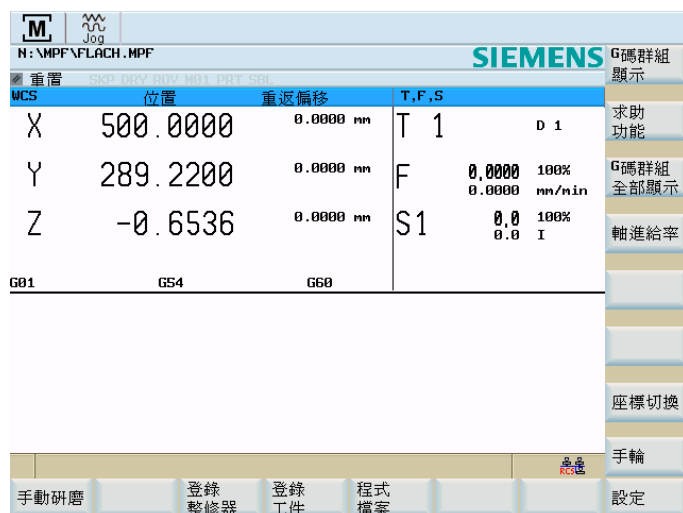 M
Jog
N:\MPF\FLACH.MPF
SIEMENS
重置 SKP DRY ROV M01 PRT SBL
WCS 位置 重返偏移 T,F,S
X 500.0000 0.0000 mm T 1 D 1
Y 289.2200 0.0000 mm F 0.0000 100%
0.0000 mm/min
Z -0.6536 0.0000 mm S1 0.0 100%
0.0 I
G01 G54 G60
G碼群組
顯示
求助
功能
G碼群組
全部顯示
軸進給率
座標切換
手輪
設定
RCS
手動研磨
登錄
整修器
登錄
工件
程式
檔案